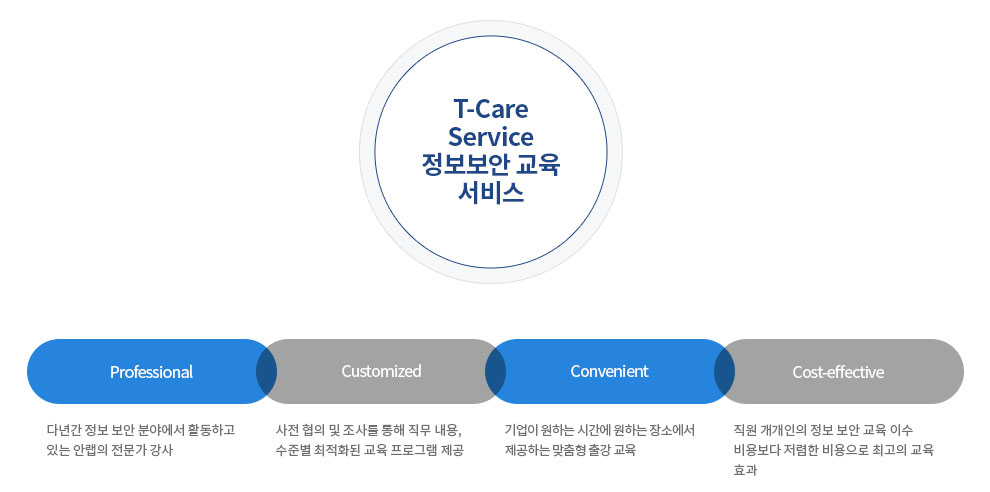 T-Care
Service
정보보안 교육
서비스
Professional
다년간 정보 보안 분야에서 활동하고
있는 안랩의 전문가 강사
Customized
사전 협의 및 조사를 통해 직무 내용,
수준별 최적화된 교육 프로그램 제공
Convenient
기업이 원하는 시간에 원하는 장소에서
제공하는 맞춤형 출강 교육
Cost-effective
직원 개개인의 정보 보안 교육 이수
비용보다 저렴한 비용으로 최고의 교육
효과